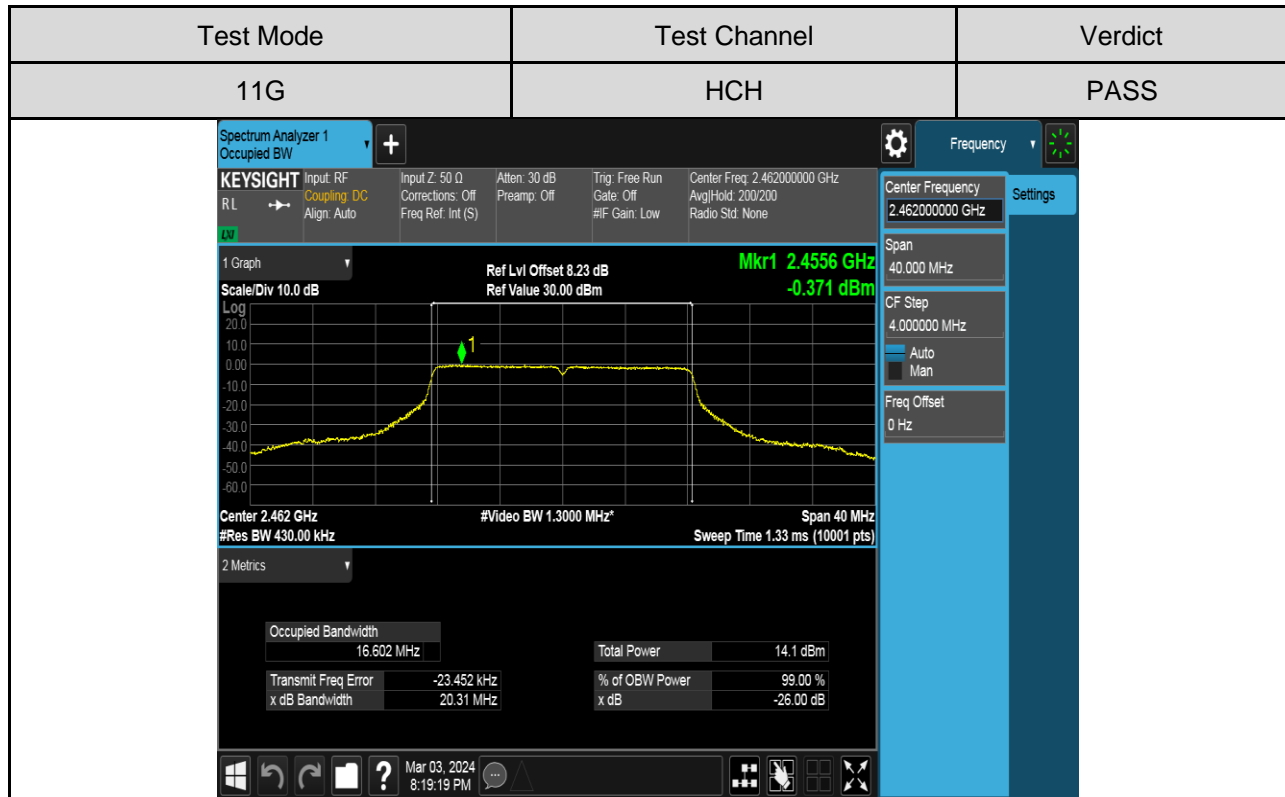 Test Mode Test Channel Verdict
11G HCH PASS
Spectrum Analyzer 1
Occupied BW
+
Frequency
KEYSIGHT Input: RF Input Z: 50 Ω Atten: 30 dB Trig: Free Run Center Freq: 2.462000000 GHz
RL Coupling: DC Corrections: Off Preamp: Off Gate: Off Avg|Hold: 200/200
Align: Auto Freq Ref: Int (S) #IF Gain: Low Radio Std: None
LXI
Center Frequency
2.462000000 GHz
Settings
Span
40.000 MHz
CF Step
4.000000 MHz
Auto
Man
Freq Offset
0 Hz
1 Graph
Ref Lvl Offset 8.23 dB
Mkr1 2.4556 GHz
Scale/Div 10.0 dB
Ref Value 30.00 dBm
-0.371 dBm
Log
20.0
10.0
0.00
-10.0
-20.0
-30.0
-40.0
-50.0
-60.0
1
Center 2.462 GHz #Video BW 1.3000 MHz* Span 40 MHz
#Res BW 430.00 kHz Sweep Time 1.33 ms (10001 pts)
2 Metrics
Occupied Bandwidth
16.602 MHz
Total Power 14.1 dBm
Transmit Freq Error -23.452 kHz % of OBW Power 99.00 %
x dB Bandwidth 20.31 MHz x dB -26.00 dB
?
Mar 03, 2024
8:19:19 PM